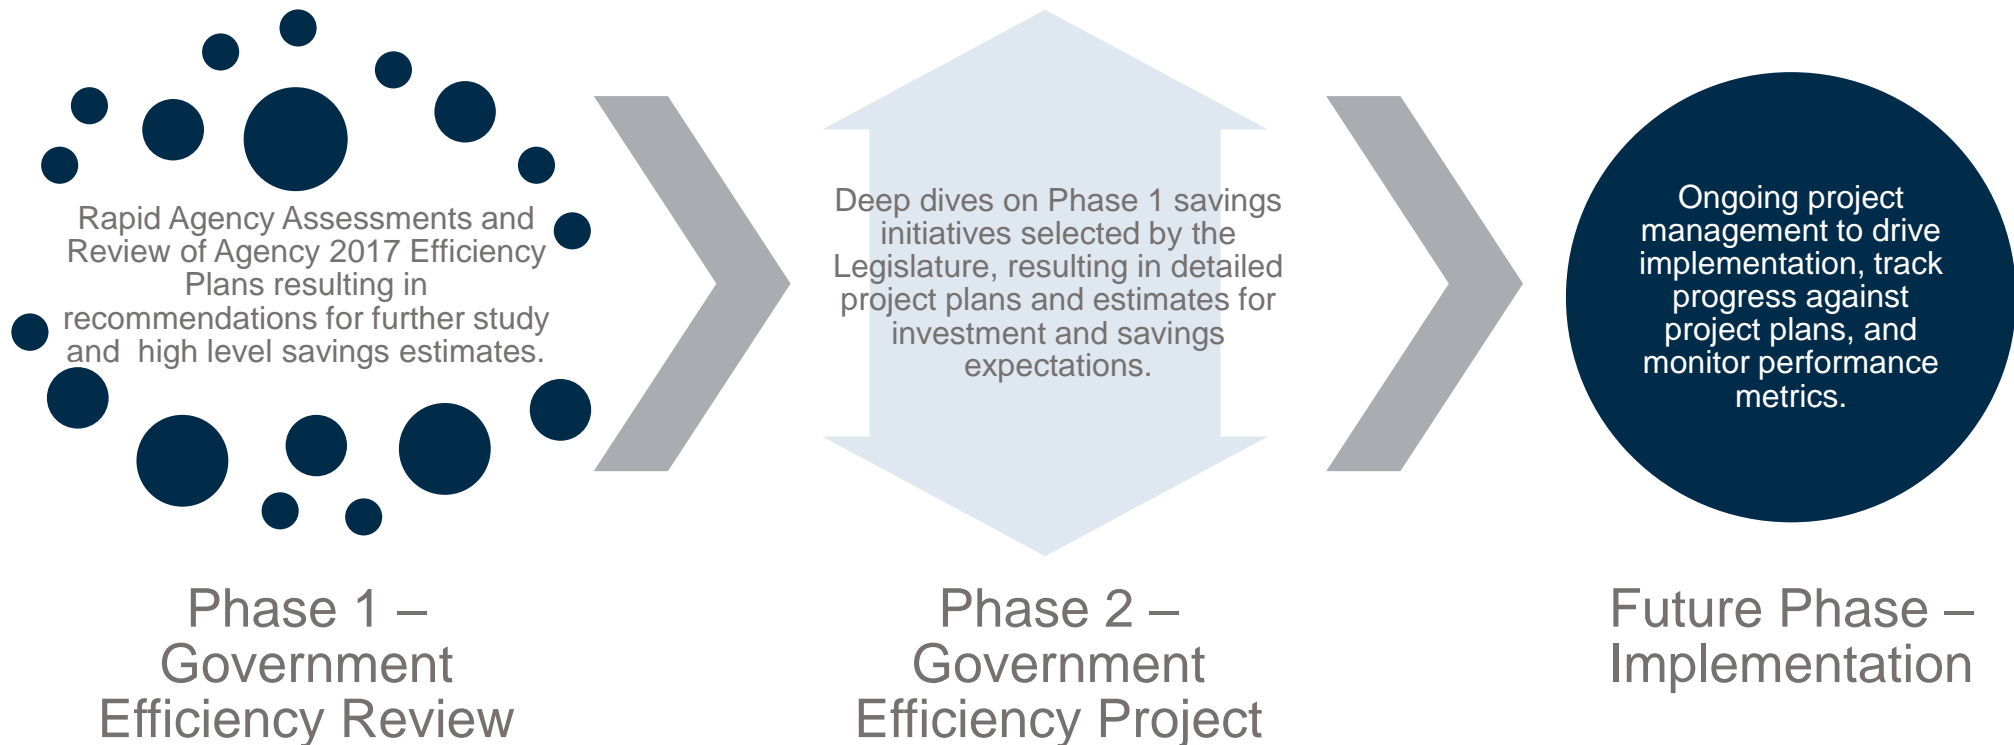 Rapid Agency Assessments and
Review of Agency 2017 Efficiency
Plans resulting in
recommendations for further study
and  high level savings estimates.
Phase 1 –
Government
Efficiency Review
Deep dives on Phase 1 savings
initiatives selected by the
Legislature, resulting in detailed
project plans and estimates for
investment and savings
expectations.
Phase 2 –
Government
Efficiency Project
Ongoing project
management to drive
implementation, track
progress against
project plans, and
monitor performance
metrics.
Future Phase –
Implementation